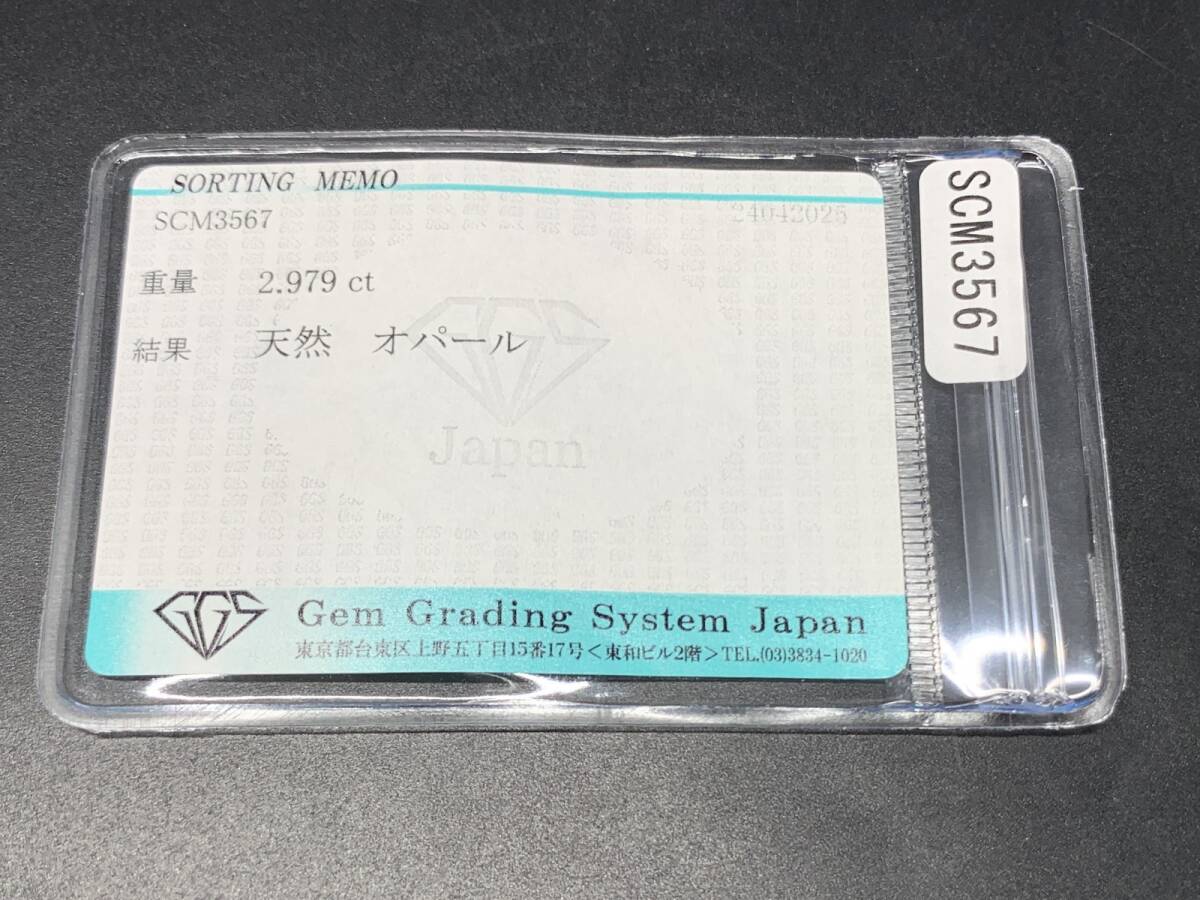 SORTING MEMO
SCM3567 24042025
重量 2.979 ct
結果 天然 オパール
GGS
Japan
GGS Gem Grading System Japan
東京都台東区上野五丁目15番17号<東和ビル2階>TEL.(03)3834-1020
SCM3567